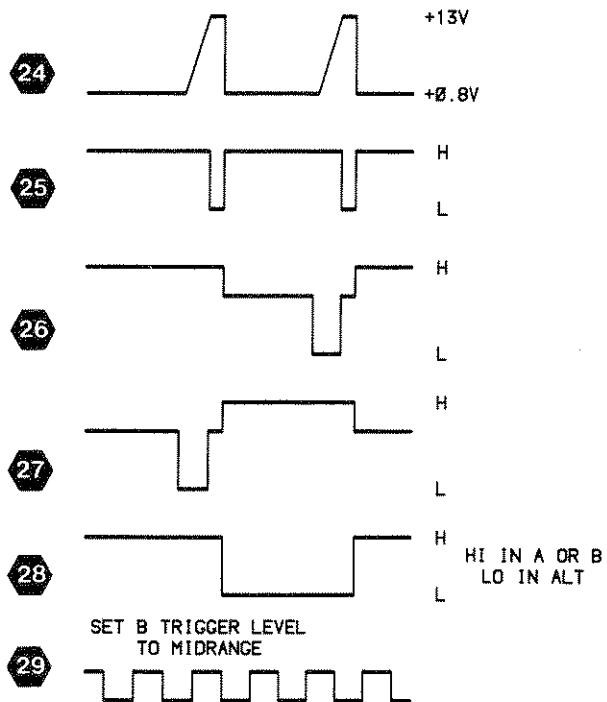 +13V
24
+0.8V
H
25
L
H
26
L
H
27
L
H
HI IN A OR B
28
LO IN ALT
L
SET B TRIGGER LEVEL
TO MIDRANGE
29